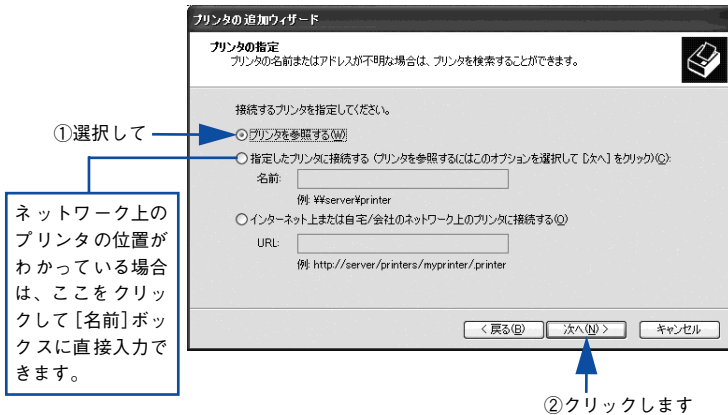 プリンタの追加ウィザード
プリンタの指定
プリンタの名前またはアドレスが不明な場合は、プリンタを検索することができます。
接続するプリンタを指定してください。
①選択して
プリンタを参照する(W)
指定したプリンタに接続する (プリンタを参照するにはこのオプションを選択して [次へ] をクリック)(C):
名前:
例: ¥¥server¥printer
インターネット上または自宅/会社のネットワーク上のプリンタに接続する(O)
URL:
例: http://server/printers/myprinter/.printer
ネットワーク上の
プリンタの位置が
わかっている場合
は、ここをクリッ
クして[名前]ボッ
クスに直接入力で
きます。
< 戻る(B)
次へ(N) >
キャンセル
②クリックします